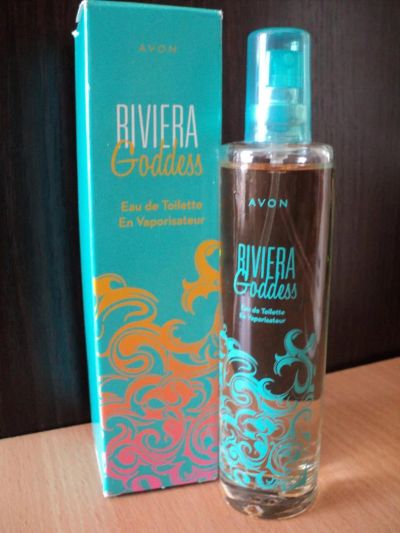 AVON
RIVIERA
Goddess
Eau de Toilette
En Vaporisateur
AVON
RIVIERA
Goddess
Eau de Toilette
En Vaporisateur